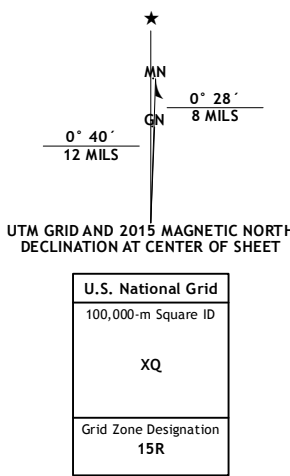 ★
MN
GN
0° 28´
8 MILS
0° 40´
12 MILS
UTM GRID AND 2015 MAGNETIC NORTH
DECLINATION AT CENTER OF SHEET
U.S. National Grid
100,000-m Square ID
XQ
Grid Zone Designation
15R